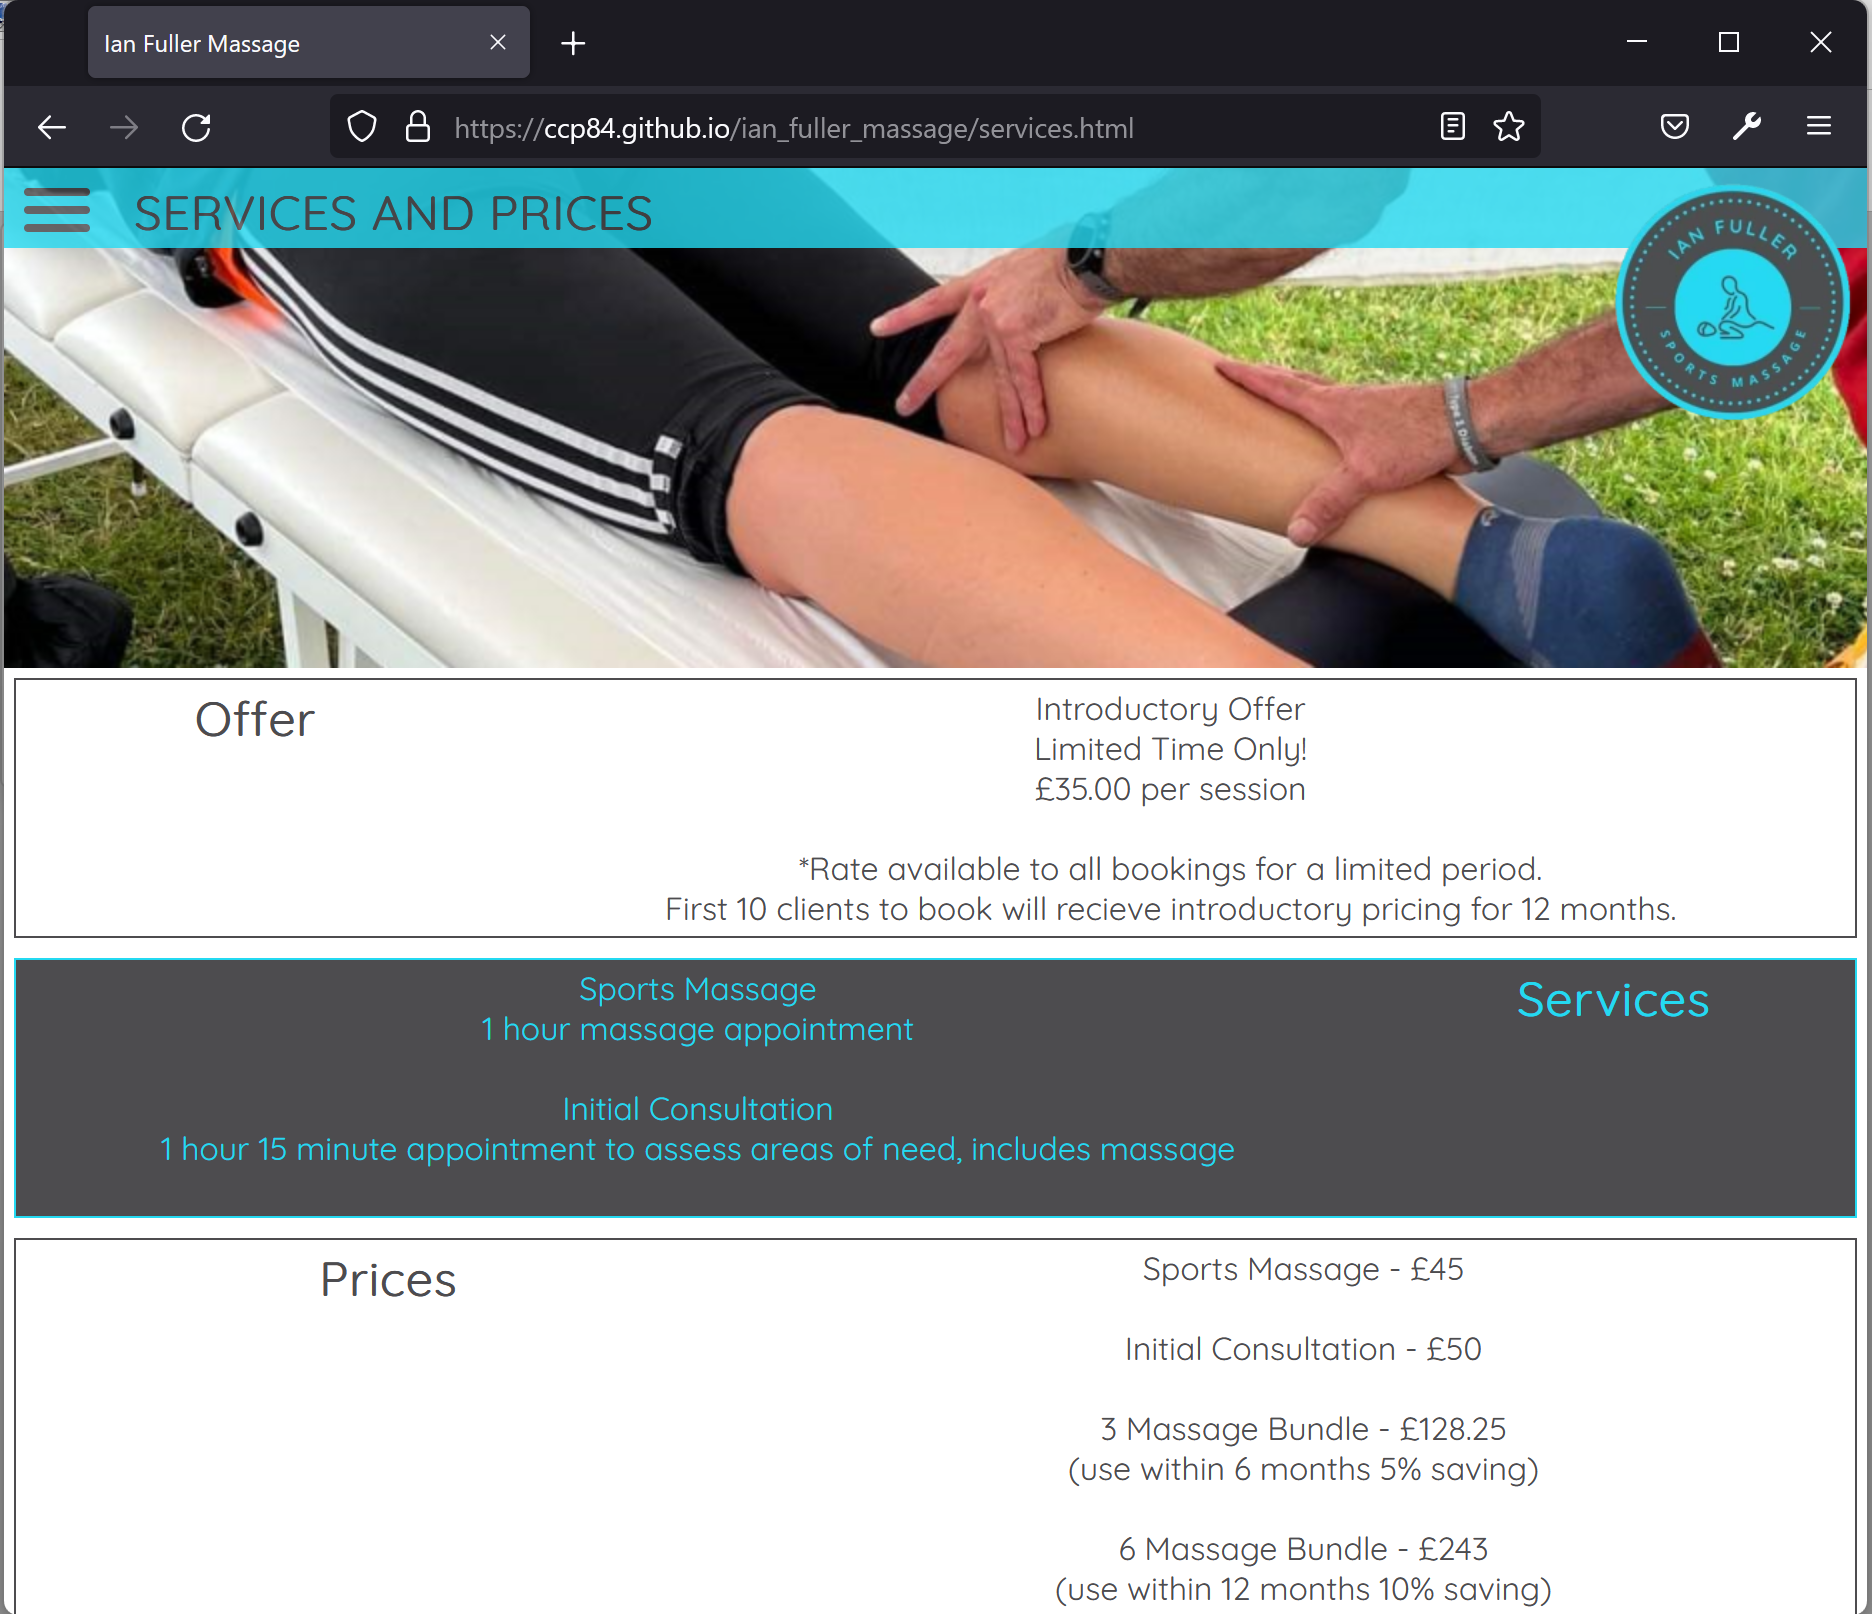 Ian Fuller Massage
https://ccp84.github.io/ian_fuller_massage/services.html
SERVICES AND PRICES
IAN FULLER
SPORTS MASSAGE
Type 1
Offer
Introductory Offer
Limited Time Only!
£35.00 per session
*Rate available to all bookings for a limited period.
First 10 clients to book will recieve introductory pricing for 12 months.
Services
Sports Massage
1 hour massage appointment
Initial Consultation
1 hour 15 minute appointment to assess areas of need, includes massage
Prices
Sports Massage - £45
Initial Consultation - £50
3 Massage Bundle - £128.25
(use within 6 months 5% saving)
6 Massage Bundle - £243
(use within 12 months 10% saving)